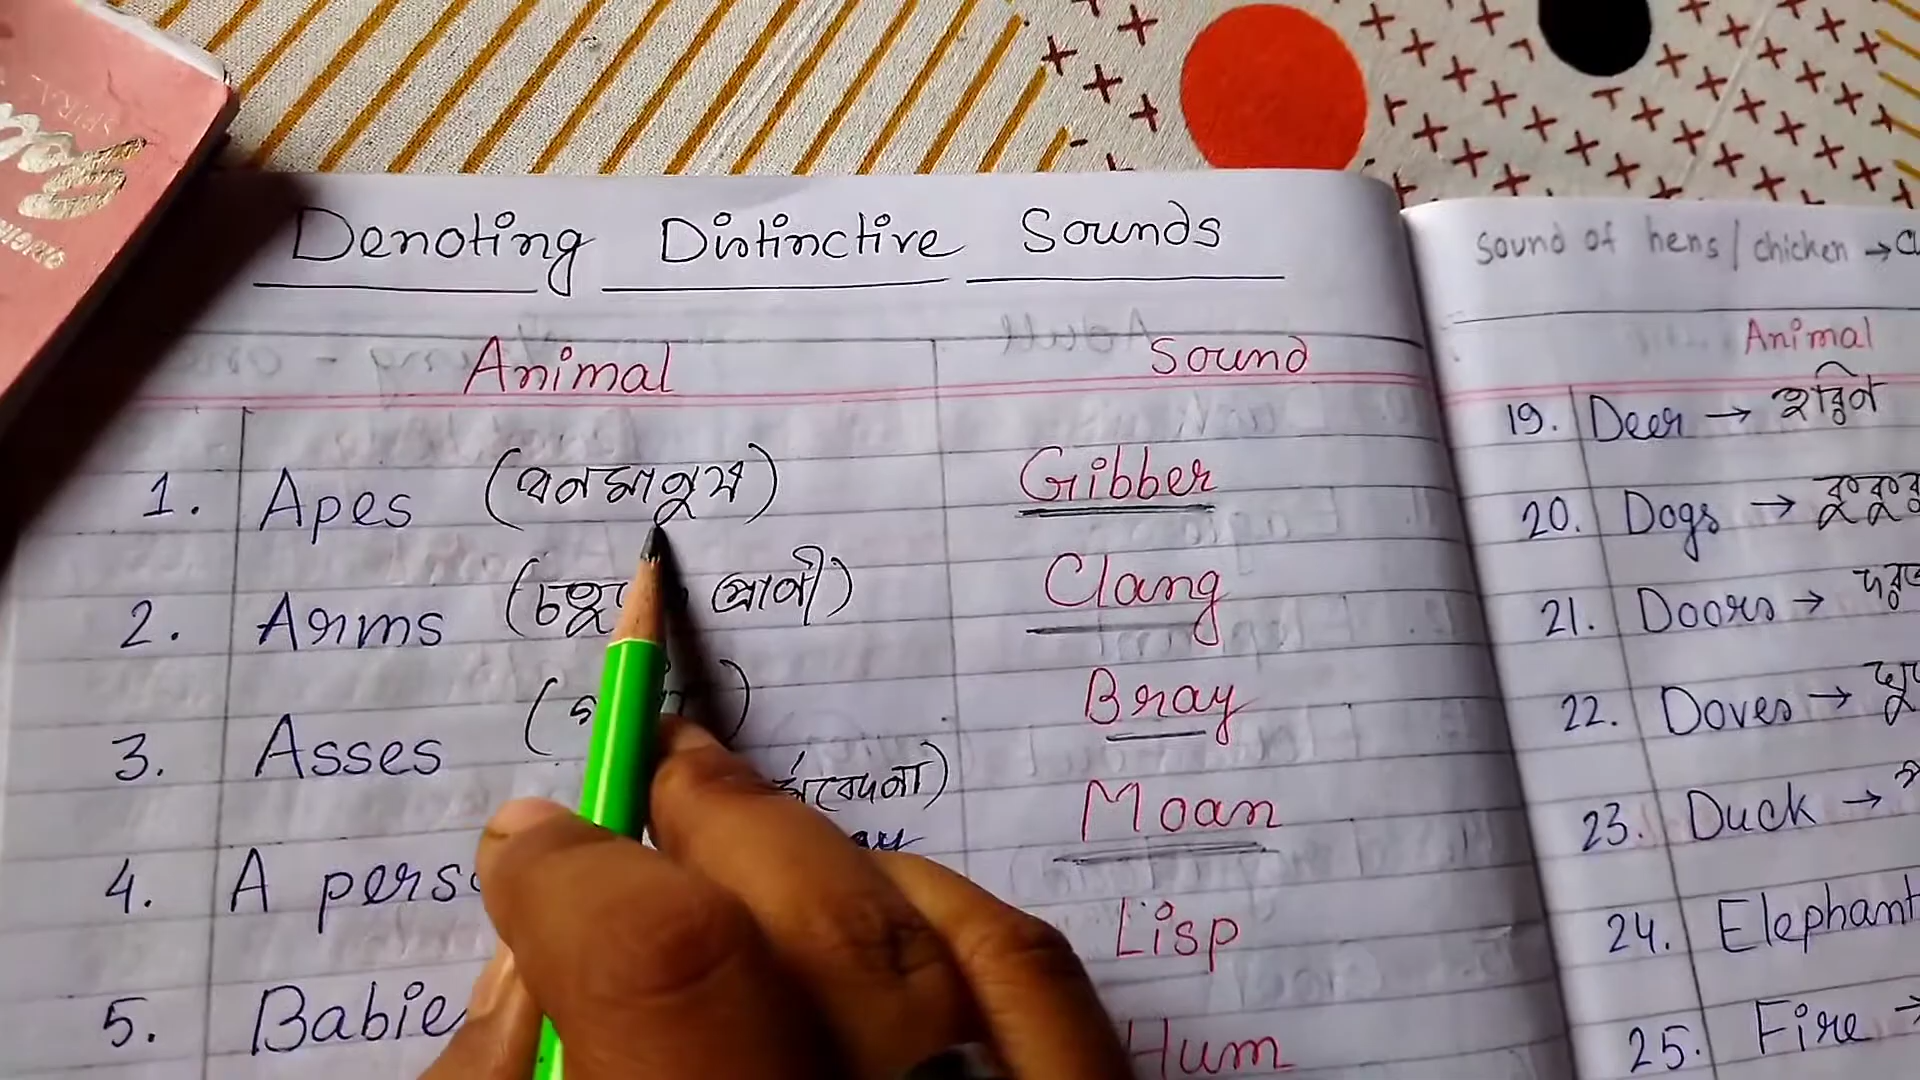 Denoting Distinctive Sounds
Animal Sound
1. Apes (বনমানুষ) Gibber
2. Arms প্রাণী) Clang
3. Asses Bray
4. A Moan
5. Lisp
Hum
Sound of hens / chicken →
Animal
19. Deer → হরিন
20. Dogs →
21. Doors →
22. Doves →
23. Duck →
24. Elephant
25. Fire →